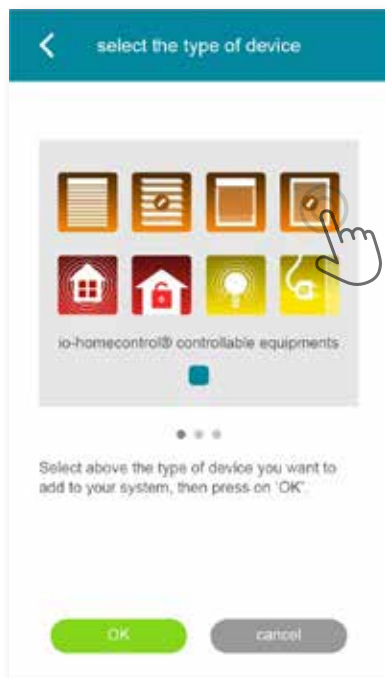 select the type of device
io-homecontrol® controllable equipments
Select above the type of device you want to
add to your system, then press on 'OK'.
OK
cancel